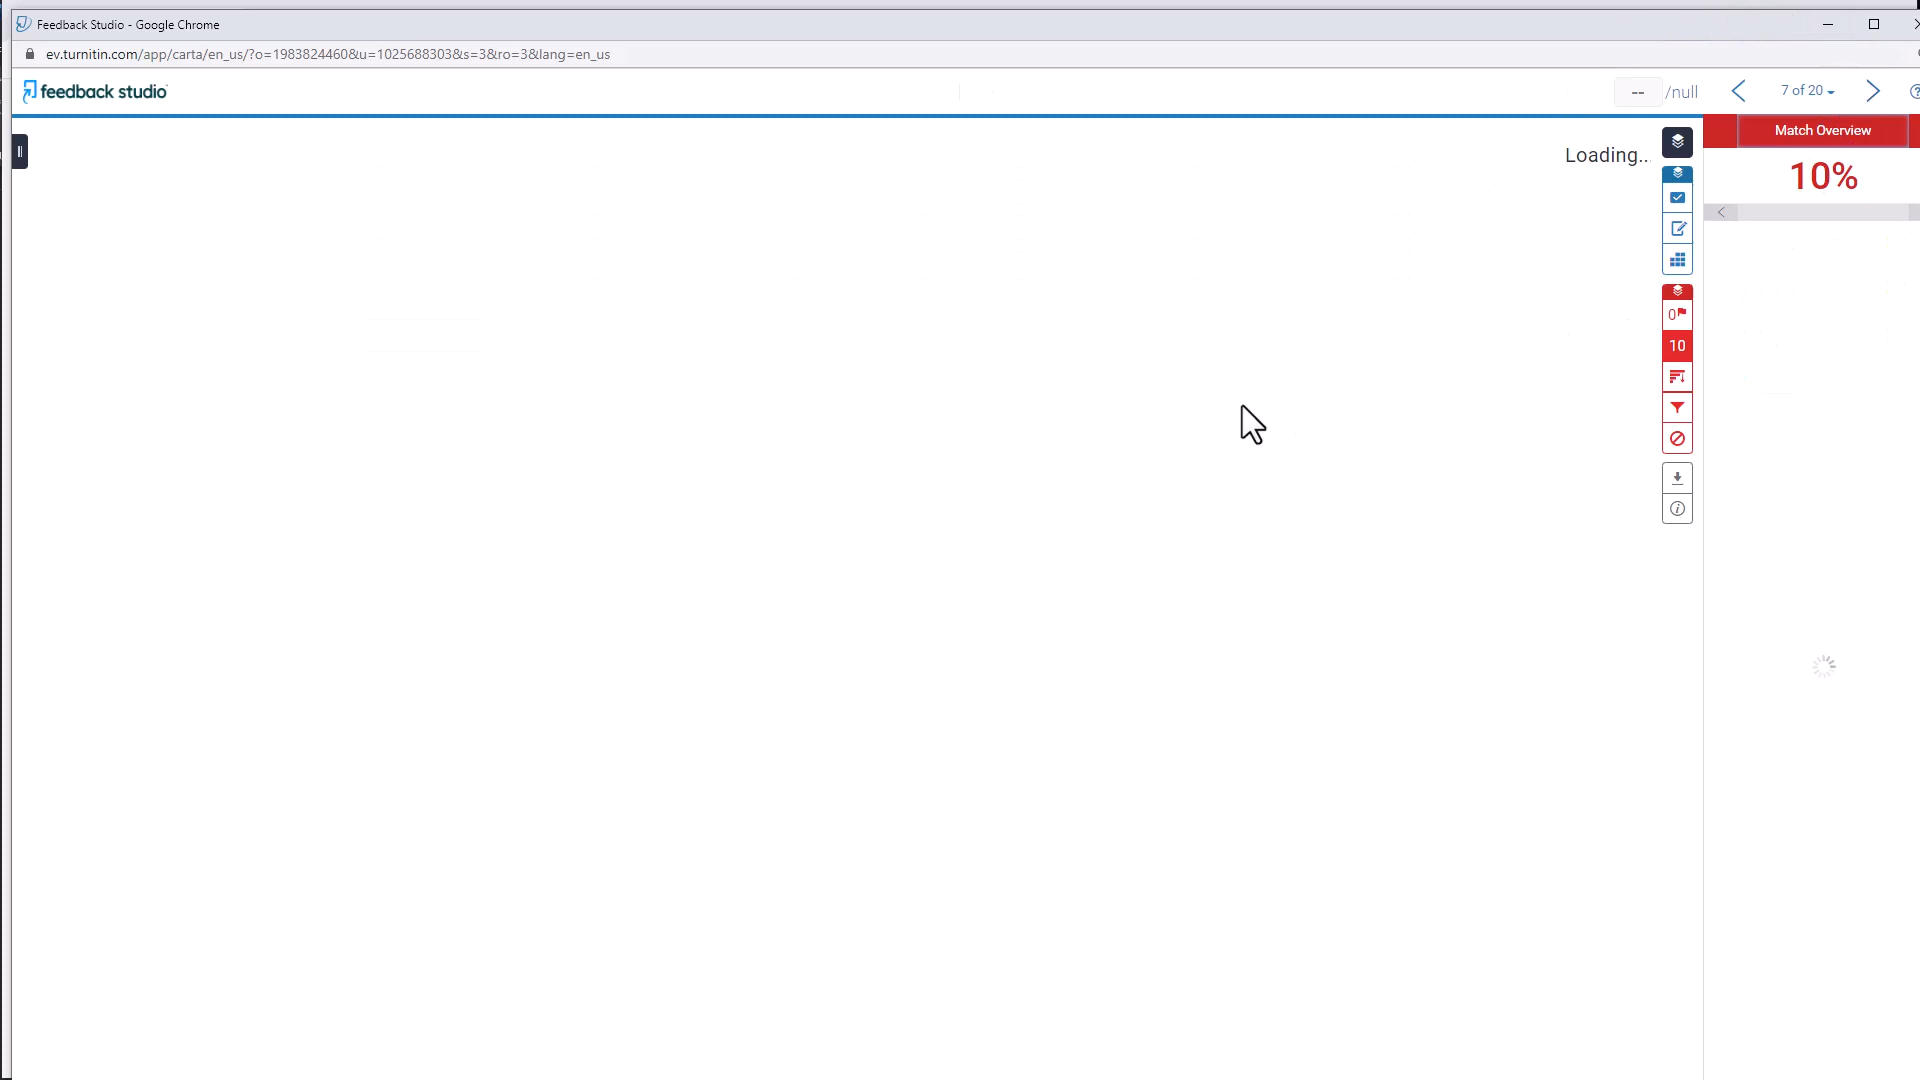 Feedback Studio - Google Chrome
ev.turnitin.com/app/carta/en_us/?o=1983824460&u=1025688303&s=3&ro=3&lang=en_us
feedback studio
-- /null
7 of 20
Match Overview
Loading...
10%
0
10